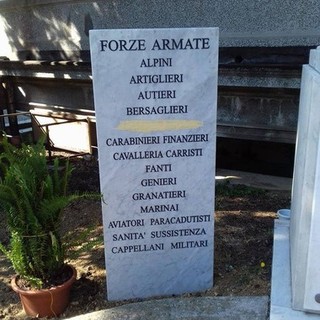 FORZE ARMATE
ALPINI
ARTIGLIERI
AUTIERI
BERSAGLIERI
CARABINIERI FINANZIERI
CAVALLERIA CARRISTI
FANTI
GENIERI
GRANATIERI
MARINAI
AVIATORI PARACADUTISTI
SANITA' SUSSISTENZA
CAPPELLANI MILITARI